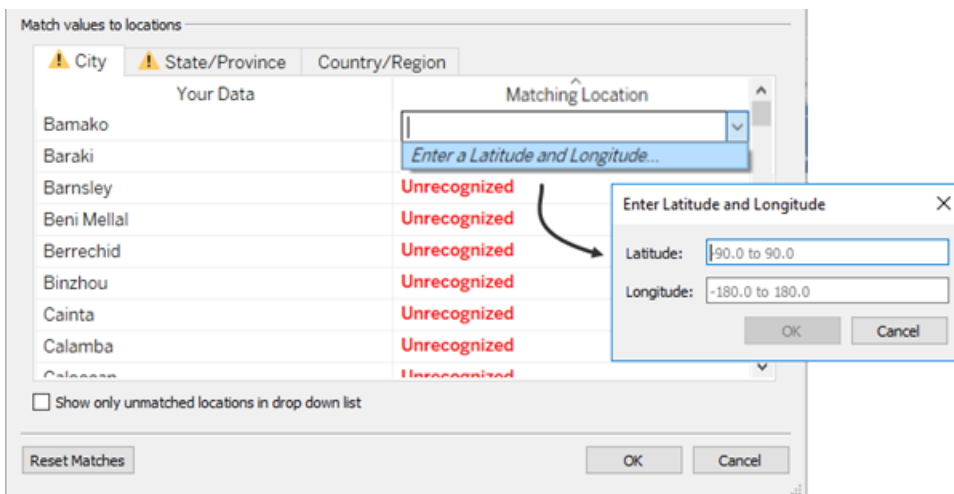 Match values to locations
City State/Province Country/Region
Your Data Matching Location
Bamako
Baraki Enter a Latitude and Longitude...
Barnsley Unrecognized
Beni Mellal Unrecognized
Berrechid Unrecognized
Binzhou Unrecognized
Cainta Unrecognized
Calamba Unrecognized
Caloocan Unrecognized
Show only unmatched locations in drop down list
Reset Matches OK Cancel
Enter Latitude and Longitude
Latitude: -90.0 to 90.0
Longitude: -180.0 to 180.0
OK Cancel